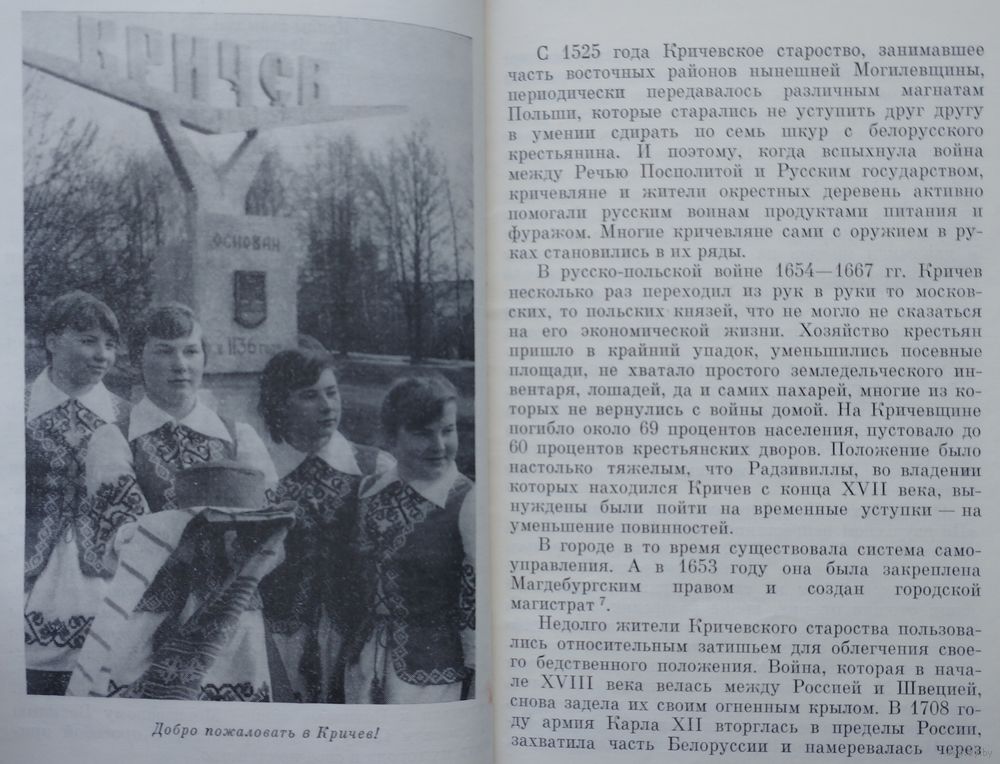 КРИЧЕВ
ОСНОВАН
в 1136 году
Добро пожаловать в Кричев!
С 1525 года Кричевское староство, занимавшее
часть восточных районов нынешней Могилевщины,
периодически передавалось различным магнатам
Польши, которые старались не уступить друг другу
в умении сдирать по семь шкур с белорусского
крестьянина. И поэтому, когда вспыхнула война
между Речью Посполитой и Русским государством,
кричевляне и жители окрестных деревень активно
помогали русским воинам продуктами питания и
фуражом. Многие кричевляне сами с оружием в ру-
ках становились в их ряды.
В русско-польской войне 1654—1667 гг. Кричев
несколько раз переходил из рук в руки то москов-
ских, то польских князей, что не могло не сказаться
на его экономической жизни. Хозяйство крестьян
пришло в крайний упадок, уменьшились посевные
площади, не хватало простого земледельческого ин-
вентаря, лошадей, да и самих пахарей, многие из ко-
торых не вернулись с войны домой. На Кричевщине
погибло около 69 процентов населения, пустовало до
60 процентов крестьянских дворов. Положение было
настолько тяжелым, что Радзивиллы, во владении
которых находился Кричев с конца XVII века, вы-
нуждены были пойти на временные уступки — на
уменьшение повинностей.
В городе в то время существовала система само-
управления. А в 1653 году она была закреплена
Магдебургским правом и создан городской
магистрат ⁷.
Недолго жители Кричевского староства пользова-
лись относительным затишьем для облегчения свое-
го бедственного положения. Война, которая в нача-
ле XVIII века велась между Россией и Швецией,
снова задела их своим огненным крылом. В 1708 го-
ду армия Карла XII вторглась в пределы России,
захватила часть Белоруссии и намеревалась через